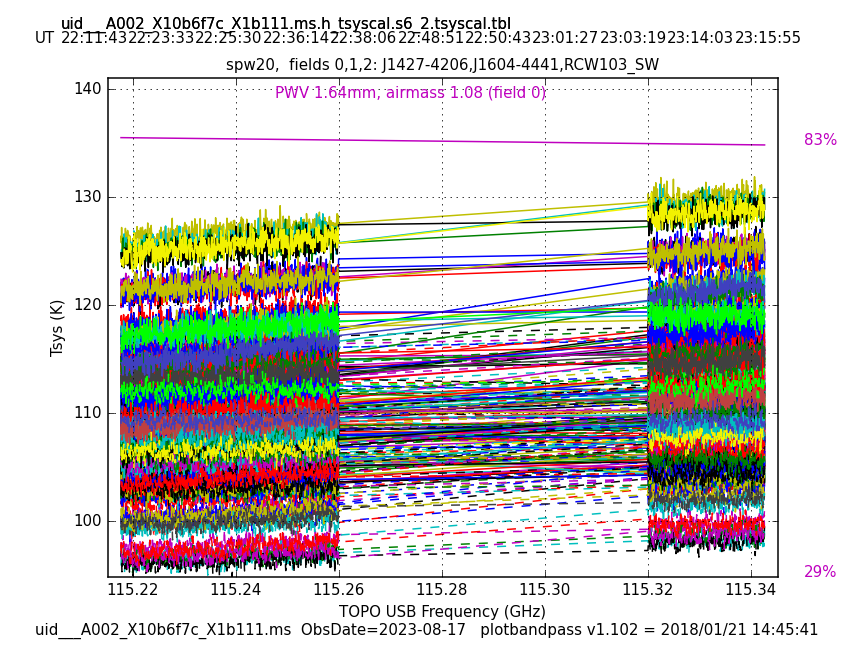 uid___A002_X10b6f7c_X1b111.ms.h_tsyscal.s6_2.tsyscal.tbl
UT 22:11:43 22:23:33 22:25:30 22:36:14 22:38:06 22:48:51 22:50:43 23:01:27 23:03:19 23:14:03 23:15:55
spw20, fields 0,1,2: J1427-4206,J1604-4441,RCW103_SW
PWV 1.64mm, airmass 1.08 (field 0)
140
130
120
110
100
83%
29%
Tsys (K)
115.22 115.24 115.26 115.28 115.30 115.32 115.34
TOPO USB Frequency (GHz)
uid___A002_X10b6f7c_X1b111.ms ObsDate=2023-08-17 plotbandpass v1.102 = 2018/01/21 14:45:41